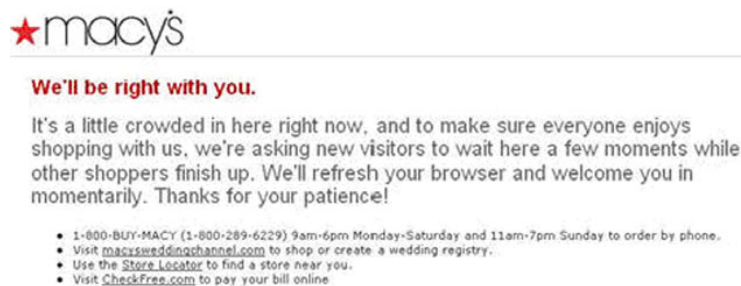 macy's
We'll be right with you.
It's a little crowded in here right now, and to make sure everyone enjoys
shopping with us, we're asking new visitors to wait here a few moments while
other shoppers finish up. We'll refresh your browser and welcome you in
momentarily. Thanks for your patience!
• 1-800-BUY-MACY (1-800-289-6229) 9am-6pm Monday-Saturday and 11am-7pm Sunday to order by phone.
• Visit macysweddingchannel.com to shop or create a wedding registry.
• Use the Store Locator to find a store near you.
• Visit CheckFree.com to pay your bill online